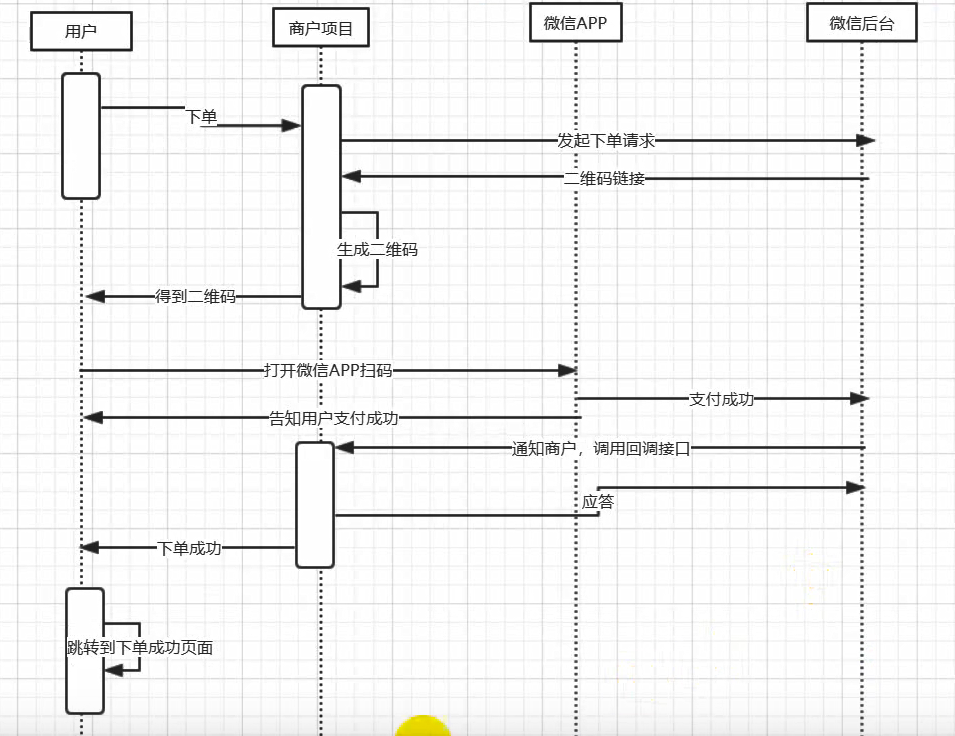 用户
商户项目
微信APP
微信后台
下单
发起下单请求
二维码链接
生成二维码
得到二维码
打开微信APP扫码
支付成功
告知用户支付成功
通知商户，调用回调接口
应答
下单成功
跳转到下单成功页面